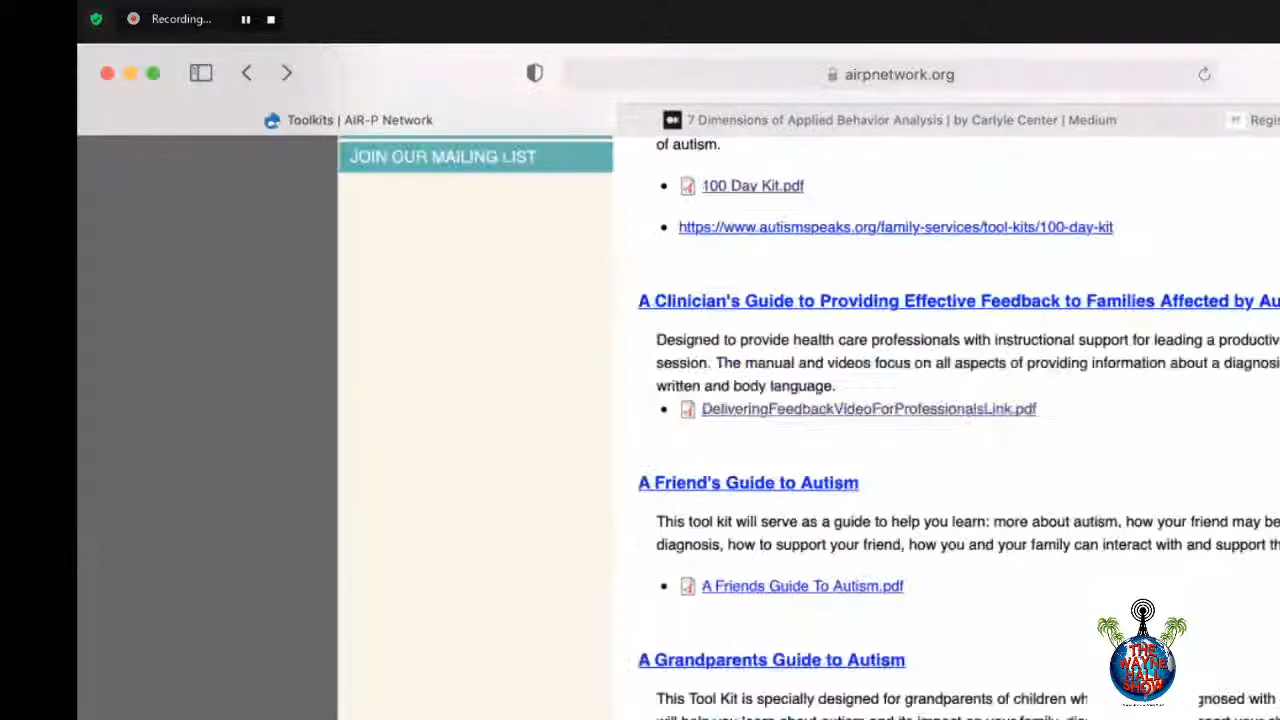 Recording...
airpnetwork.org
Toolkits | AIR-P Network
7 Dimensions of Applied Behavior Analysis | by Carlyle Center | Medium
JOIN OUR MAILING LIST
of autism.
100 Day Kit.pdf
https://www.autismspeaks.org/family-services/tool-kits/100-day-kit
A Clinician's Guide to Providing Effective Feedback to Families Affected by
Designed to provide health care professionals with instructional support for leading a
session. The manual and videos focus on all aspects of providing information about a
written and body language.
DeliveringFeedbackVideoForProfessionalsLink.pdf
A Friend's Guide to Autism
This tool kit will serve as a guide to help you learn: more about autism, how your friend may be
diagnosis, how to support your friend, how you and your family can interact with and support
A Friends Guide To Autism.pdf
A Grandparents Guide to Autism
This Tool Kit is specially designed for grandparents of children with
THE
WAYNE
HALL
SHOW